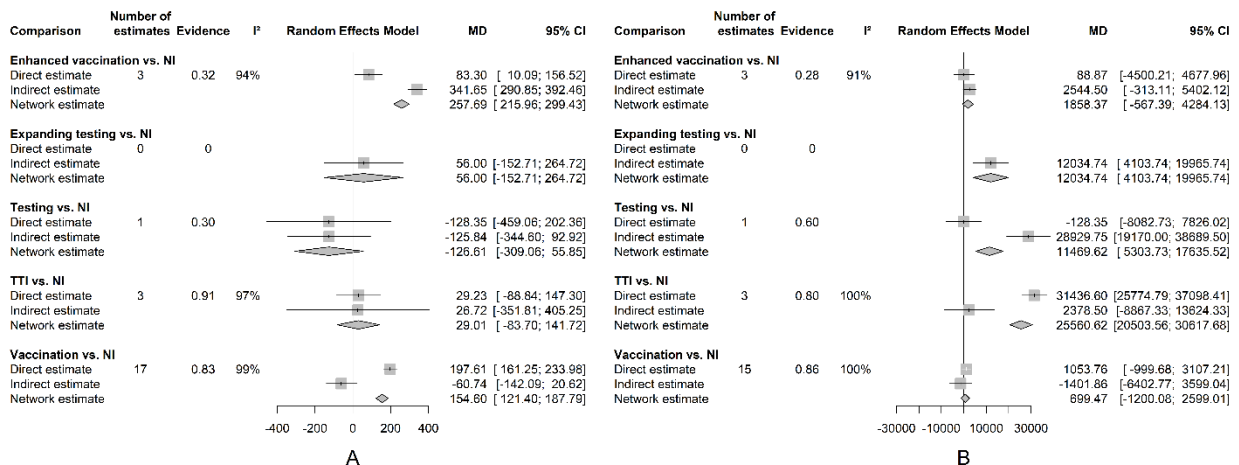 Number of
Comparison estimates Evidence I² Random Effects Model MD 95% CI
Enhanced vaccination vs. NI
Direct estimate 3 0.32 94% 83.30 [ 10.09; 156.52]
Indirect estimate 341.65 [ 290.85; 392.46]
Network estimate 257.69 [ 215.96; 299.43]
Expanding testing vs. NI
Direct estimate 0 0
Indirect estimate 56.00 [-152.71; 264.72]
Network estimate 56.00 [-152.71; 264.72]
Testing vs. NI
Direct estimate 1 0.30 -128.35 [-459.06; 202.36]
Indirect estimate -125.84 [-344.60; 92.92]
Network estimate -126.61 [-309.06; 55.85]
TTI vs. NI
Direct estimate 3 0.91 97% 29.23 [ -88.84; 147.30]
Indirect estimate 26.72 [-351.81; 405.25]
Network estimate 29.01 [ -83.70; 141.72]
Vaccination vs. NI
Direct estimate 17 0.83 99% 197.61 [ 161.25; 233.98]
Indirect estimate -60.74 [-142.09; 20.62]
Network estimate 154.60 [ 121.40; 187.79]
-400 -200 0 200 400
A
Number of
Comparison estimates Evidence I² Random Effects Model MD 95% CI
Enhanced vaccination vs. NI
Direct estimate 3 0.28 91% 88.87 [-4500.21; 4677.96]
Indirect estimate 2544.50 [ -313.11; 5402.12]
Network estimate 1858.37 [ -567.39; 4284.13]
Expanding testing vs. NI
Direct estimate 0 0
Indirect estimate 12034.74 [ 4103.74; 19965.74]
Network estimate 12034.74 [ 4103.74; 19965.74]
Testing vs. NI
Direct estimate 1 0.60 -128.35 [-8082.73; 7826.02]
Indirect estimate 28929.75 [19170.00; 38689.50]
Network estimate 11469.62 [ 5303.73; 17635.52]
TTI vs. NI
Direct estimate 3 0.80 100% 31436.60 [25774.79; 37098.41]
Indirect estimate 2378.50 [ -8867.33; 13624.33]
Network estimate 25560.62 [20503.56; 30617.68]
Vaccination vs. NI
Direct estimate 15 0.86 100% 1053.76 [ -999.68; 3107.21]
Indirect estimate -1401.86 [-6402.77; 3599.04]
Network estimate 699.47 [-1200.08; 2599.01]
-30000 -10000 0 10000 30000
B